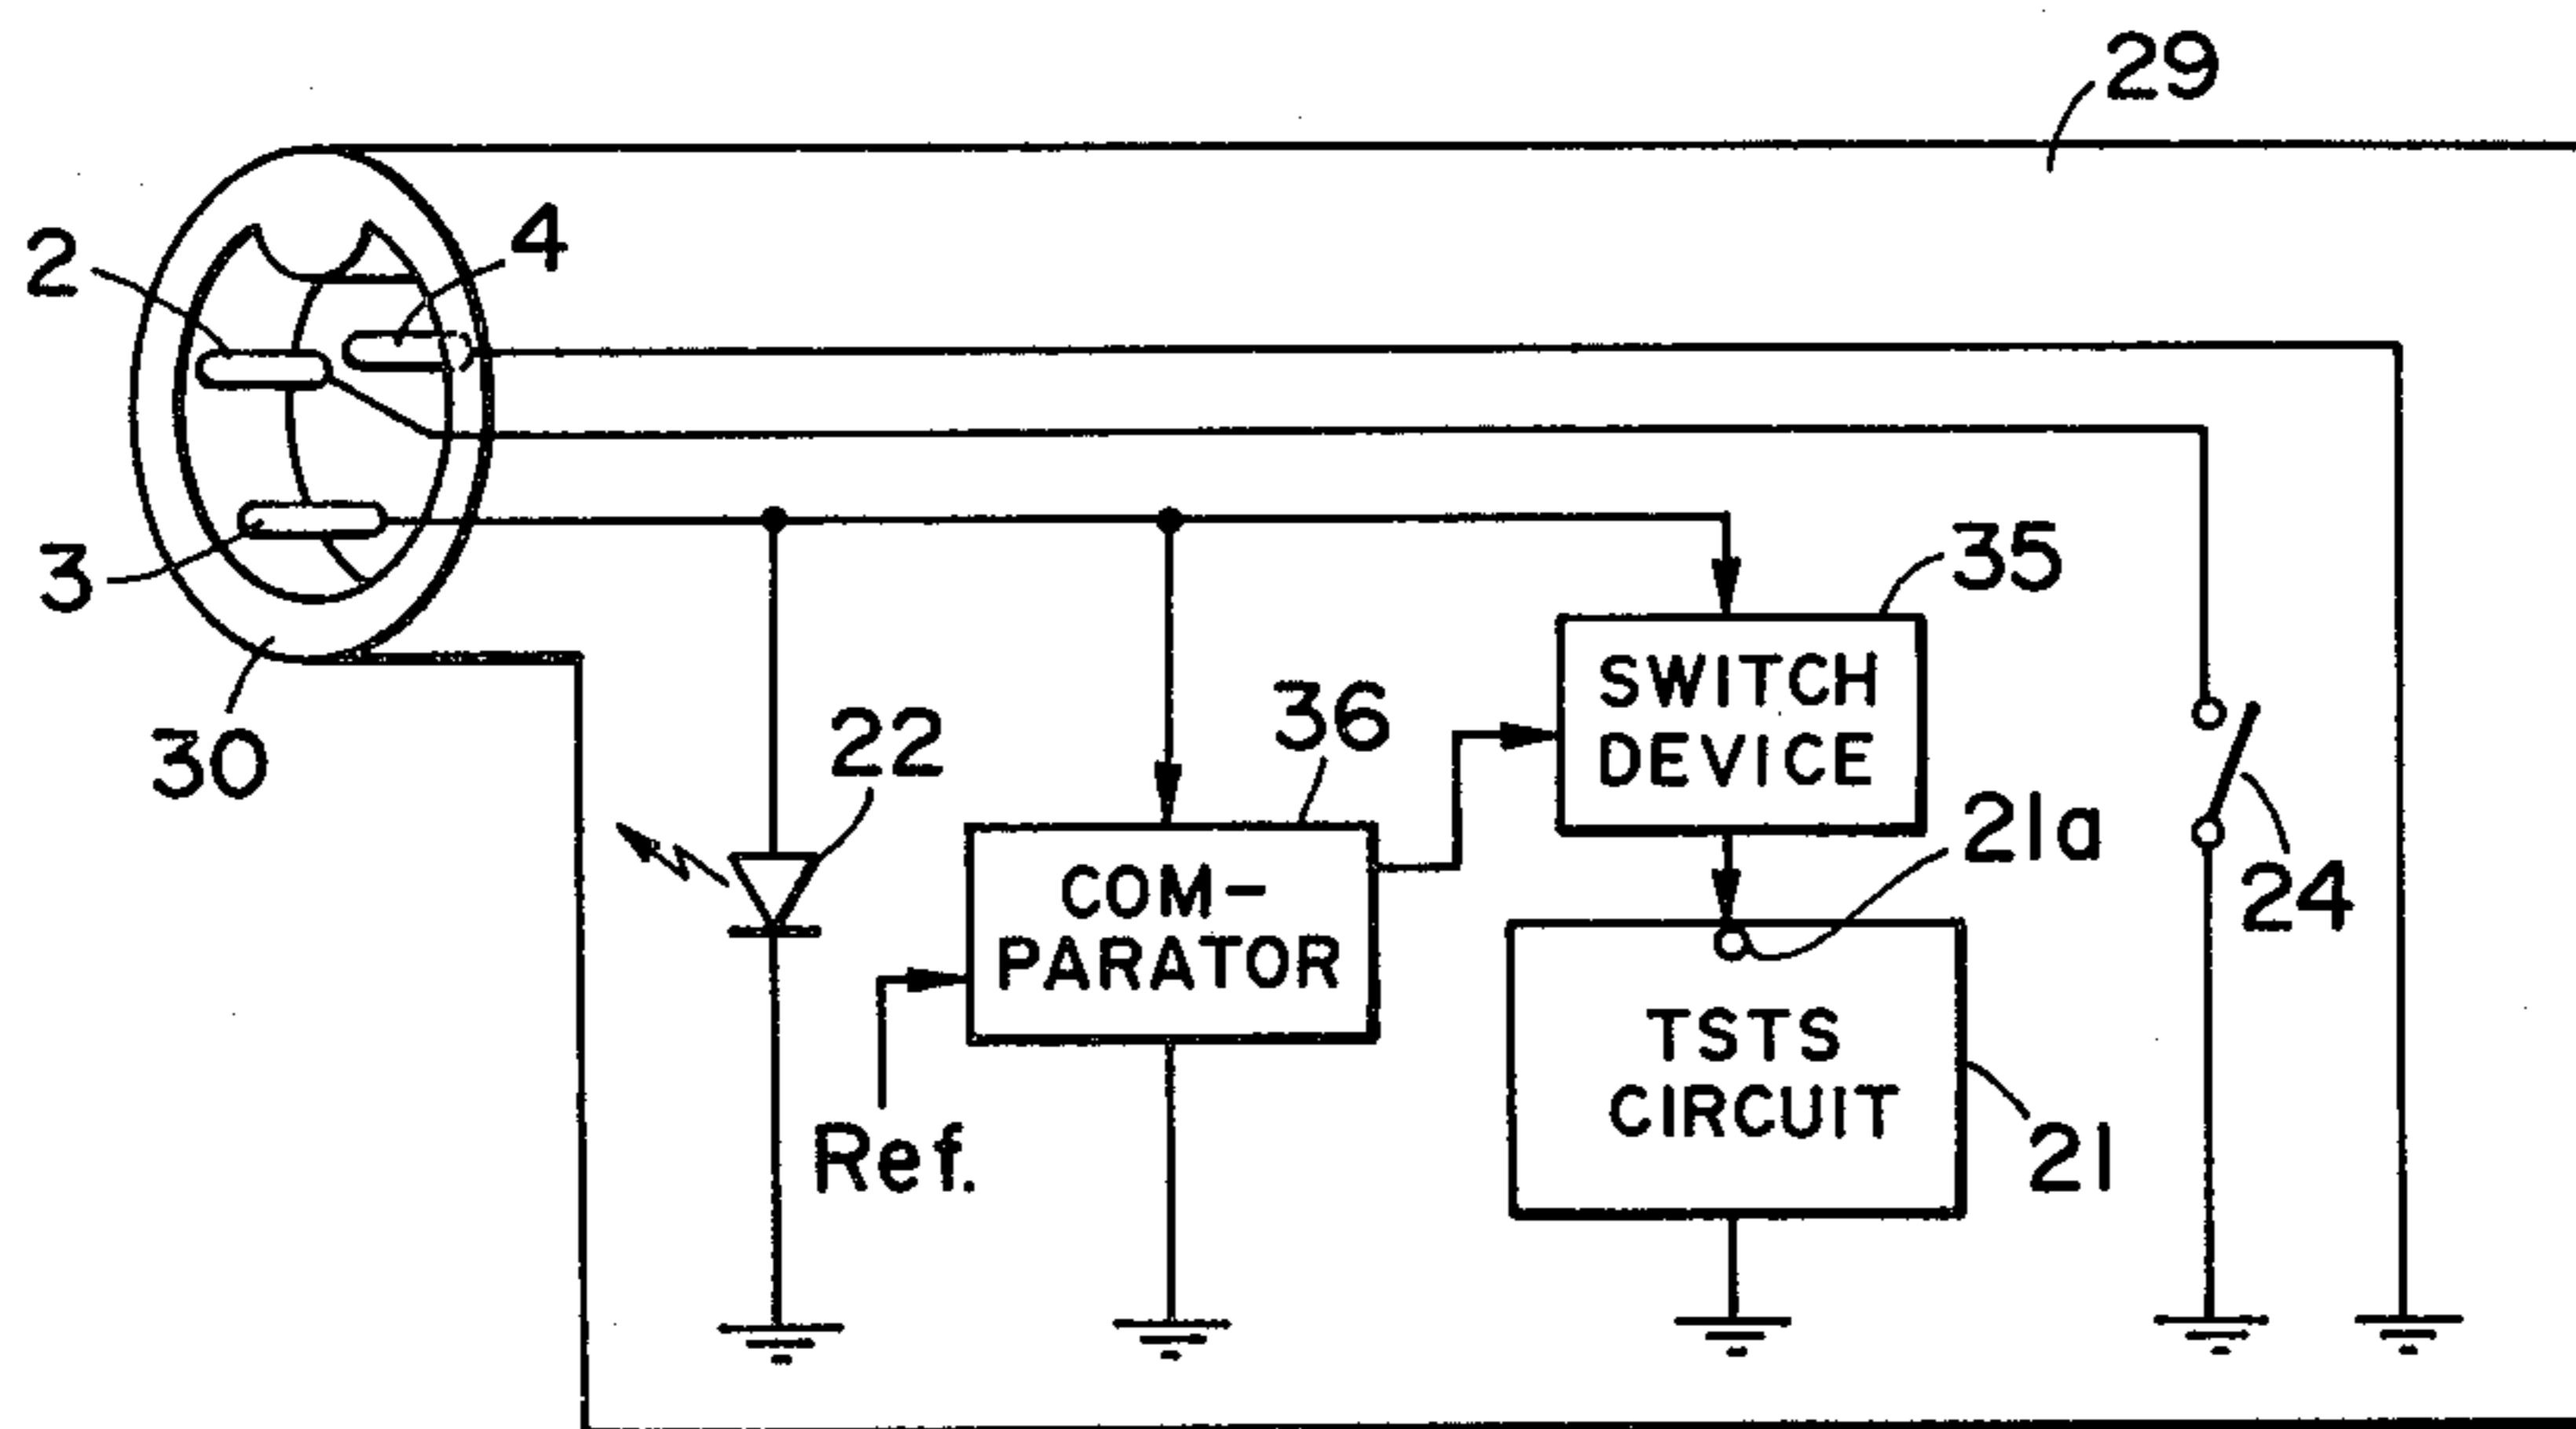 29
2
4
3
30
35
SWITCH
DEVICE
36
22
21a
24
COM-
PARATOR
TSTS
CIRCUIT
Ref.
21